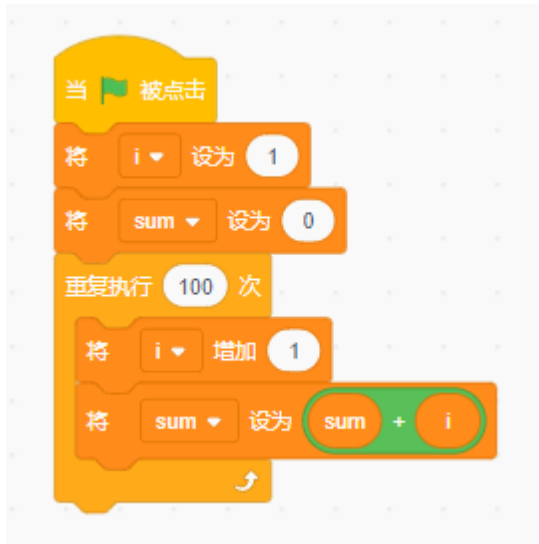 当 被点击
将 i 设为 1
将 sum 设为 0
重复执行 100 次
将 i 增加 1
将 sum 设为 sum + i